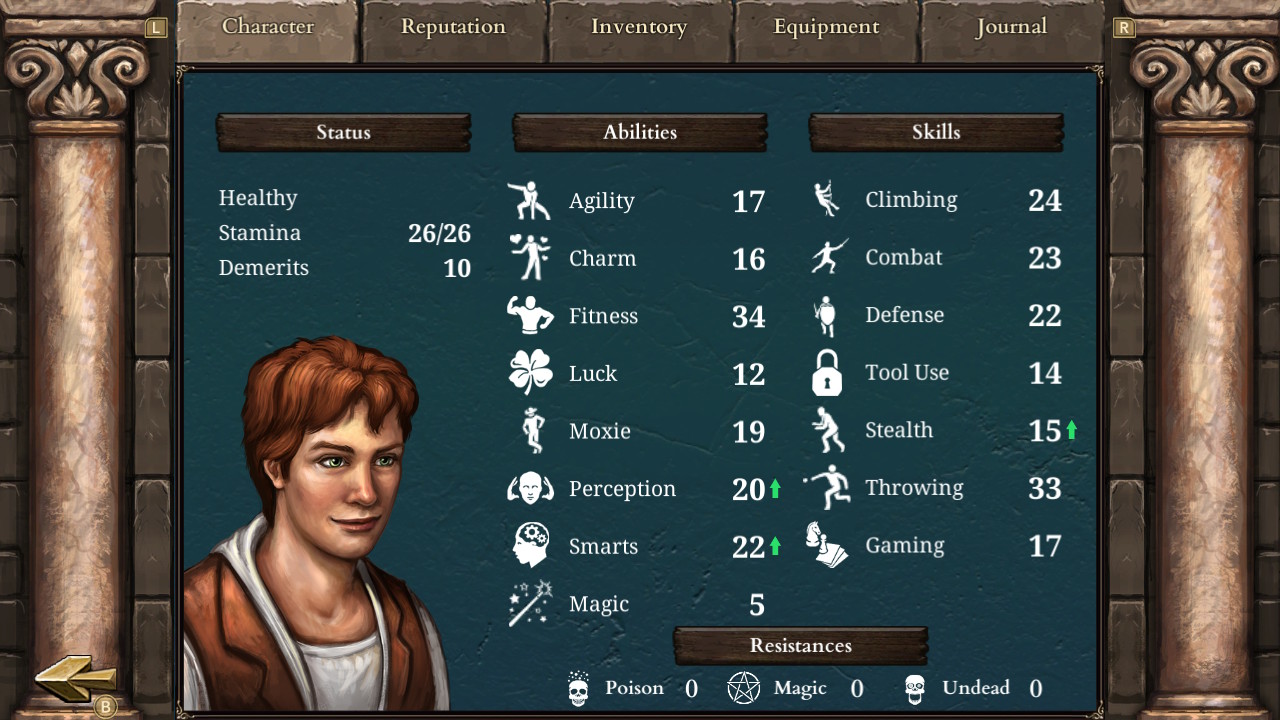 L Character Reputation Inventory Equipment Journal R
Status
Healthy
Stamina 26/26
Demerits 10
Abilities
Agility 17
Charm 16
Fitness 34
Luck 12
Moxie 19
Perception 20
Smarts 22
Magic 5
Skills
Climbing 24
Combat 23
Defense 22
Tool Use 14
Stealth 15
Throwing 33
Gaming 17
Resistances
Poison 0 Magic 0 Undead 0
B